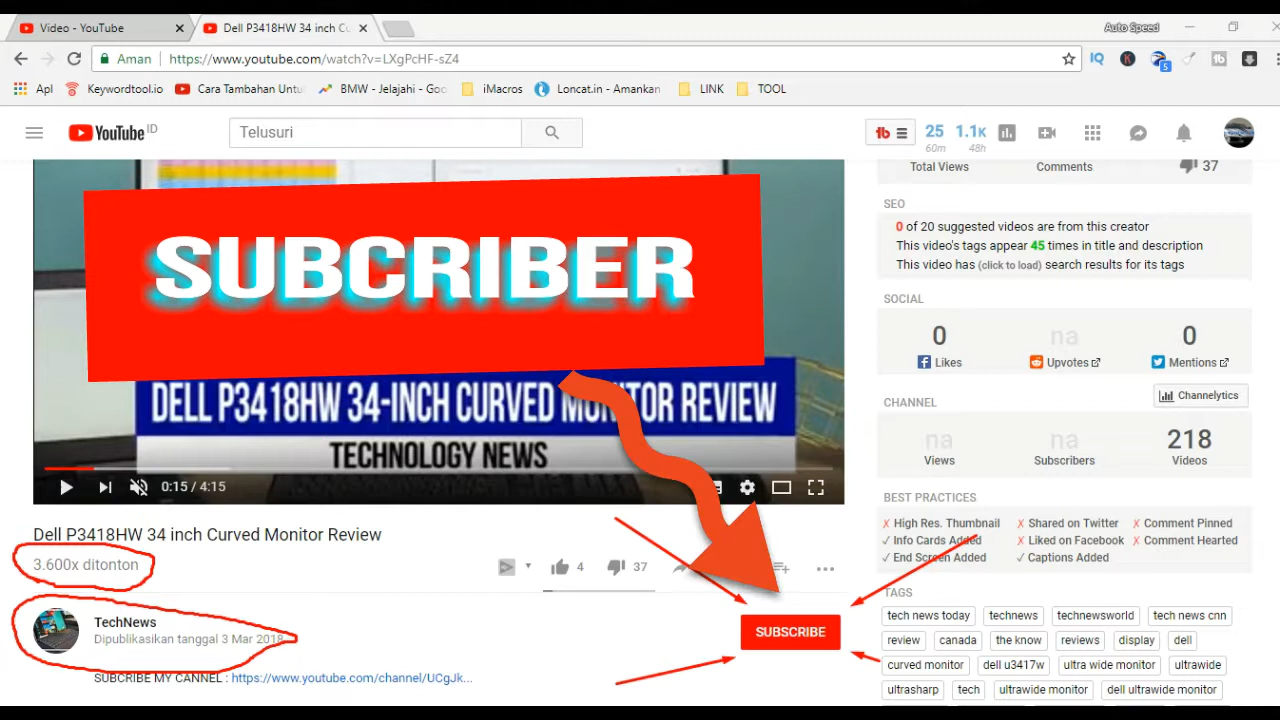 Video - YouTube
Dell P3418HW 34 inch Cu
Auto Speed
Aman
https://www.youtube.com/watch?v=LXgPcHF-sZ4
IQ
K
5
tb
Apl
Keywordtool.io
Cara Tambahan Untu
BMW - Jelajahi - Goo
iMacros
Loncat.in - Amankan
LINK
TOOL
YouTube ID
Telusuri
tb
25
60m
1.1K
48h
SUBCRIBER
DELL P3418HW 34-INCH CURVED MONITOR REVIEW
TECHNOLOGY NEWS
0:15 / 4:15
Dell P3418HW 34 inch Curved Monitor Review
3.600x ditonton
4
37
TechNews
Dipublikasikan tanggal 3 Mar 2018
SUBSCRIBE
SUBCRIBE MY CANNEL : https://www.youtube.com/channel/UCgJk...
Total Views
Comments
37
SEO
0 of 20 suggested videos are from this creator
This video's tags appear 45 times in title and description
This video has (click to load) search results for its tags
SOCIAL
0 na 0
Likes Upvotes Mentions
CHANNEL
Channelytics
na na 218
Views Subscribers Videos
BEST PRACTICES
✗ High Res. Thumbnail ✗ Shared on Twitter ✗ Comment Pinned
✓ Info Cards Added ✗ Liked on Facebook ✗ Comment Hearted
✓ End Screen Added ✓ Captions Added
TAGS
tech news today technews technewsworld tech news cnn
review canada the know reviews display dell
curved monitor dell u3417w ultra wide monitor ultrawide
ultrasharp tech ultrawide monitor dell ultrawide monitor